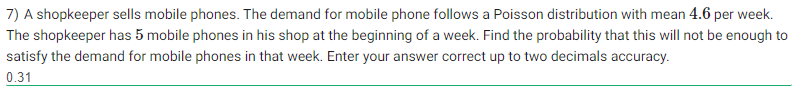 7) A shopkeeper sells mobile phones. The demand for mobile phone follows a Poisson distribution with mean 4.6 per week.
The shopkeeper has 5 mobile phones in his shop at the beginning of a week. Find the probability that this will not be enough to
satisfy the demand for mobile phones in that week. Enter your answer correct up to two decimals accuracy.
0.31